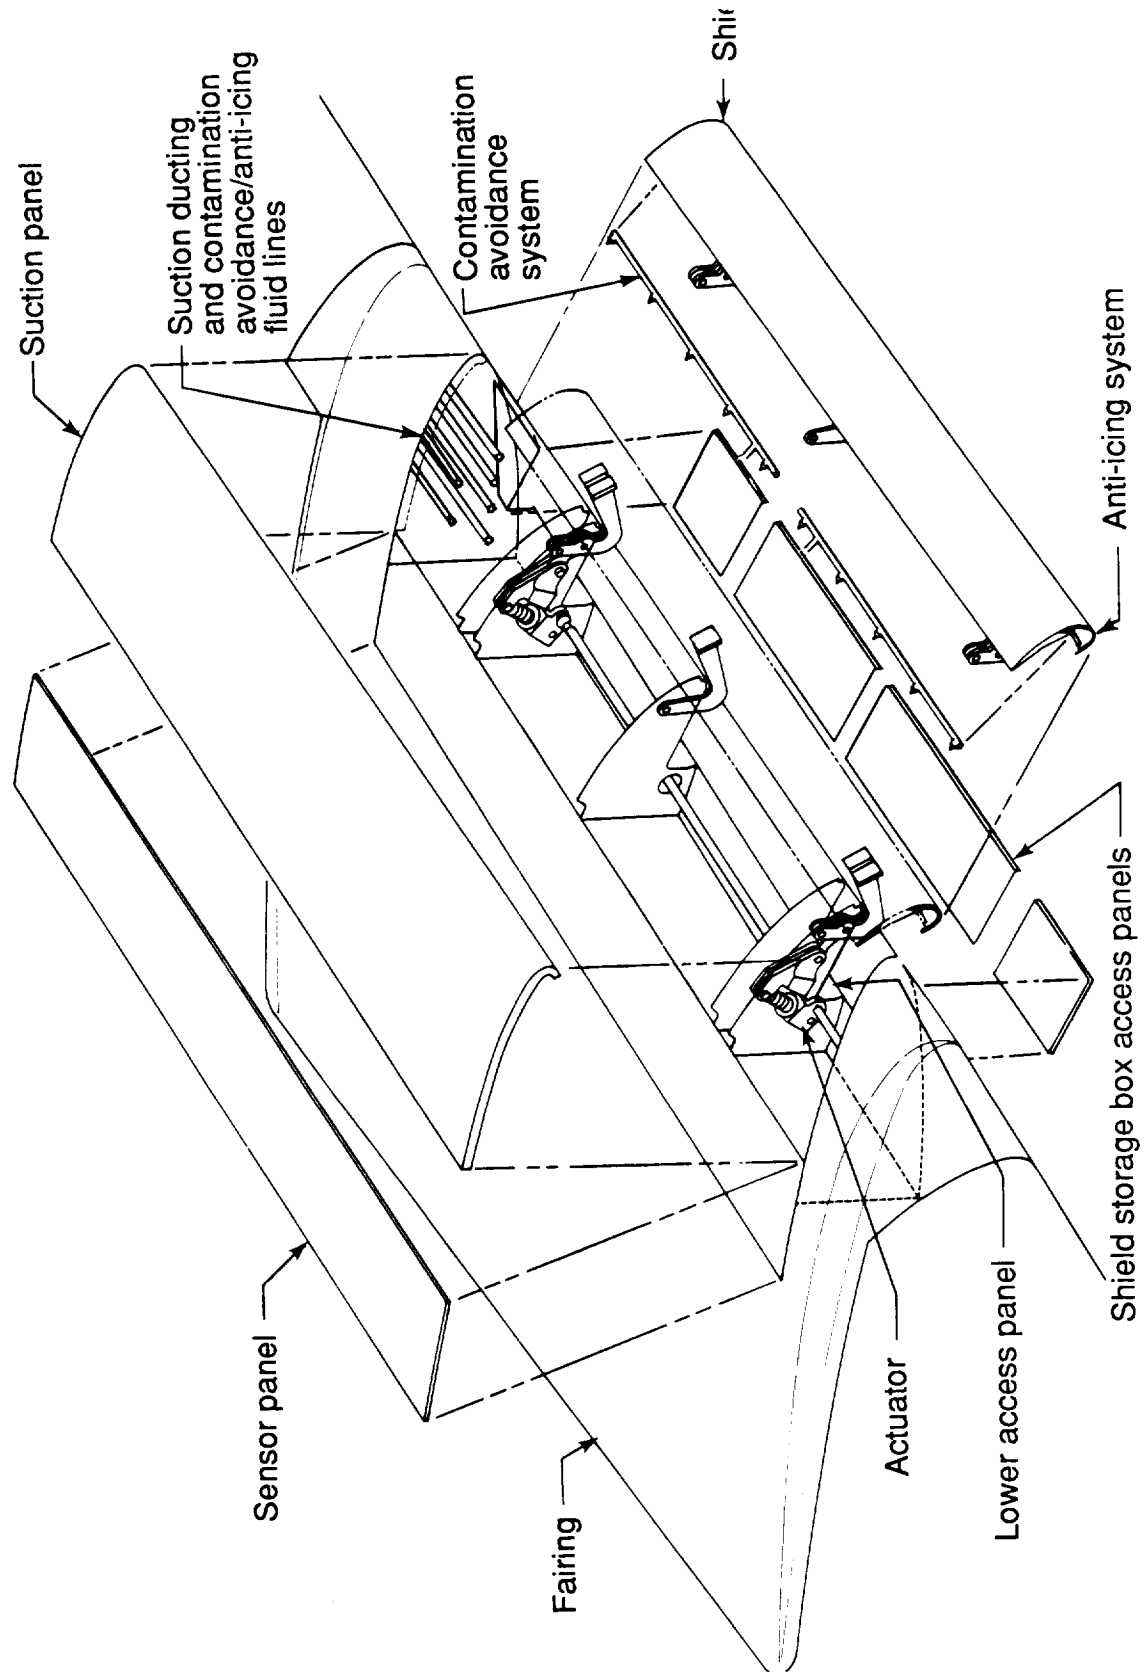 Suction panel
Suction ducting
and contamination
avoidance/anti-icing
fluid lines
Sensor panel
Contamination
avoidance
system
Fairing
Shi
Actuator
Lower access panel
Shield storage box access panels
Anti-icing system